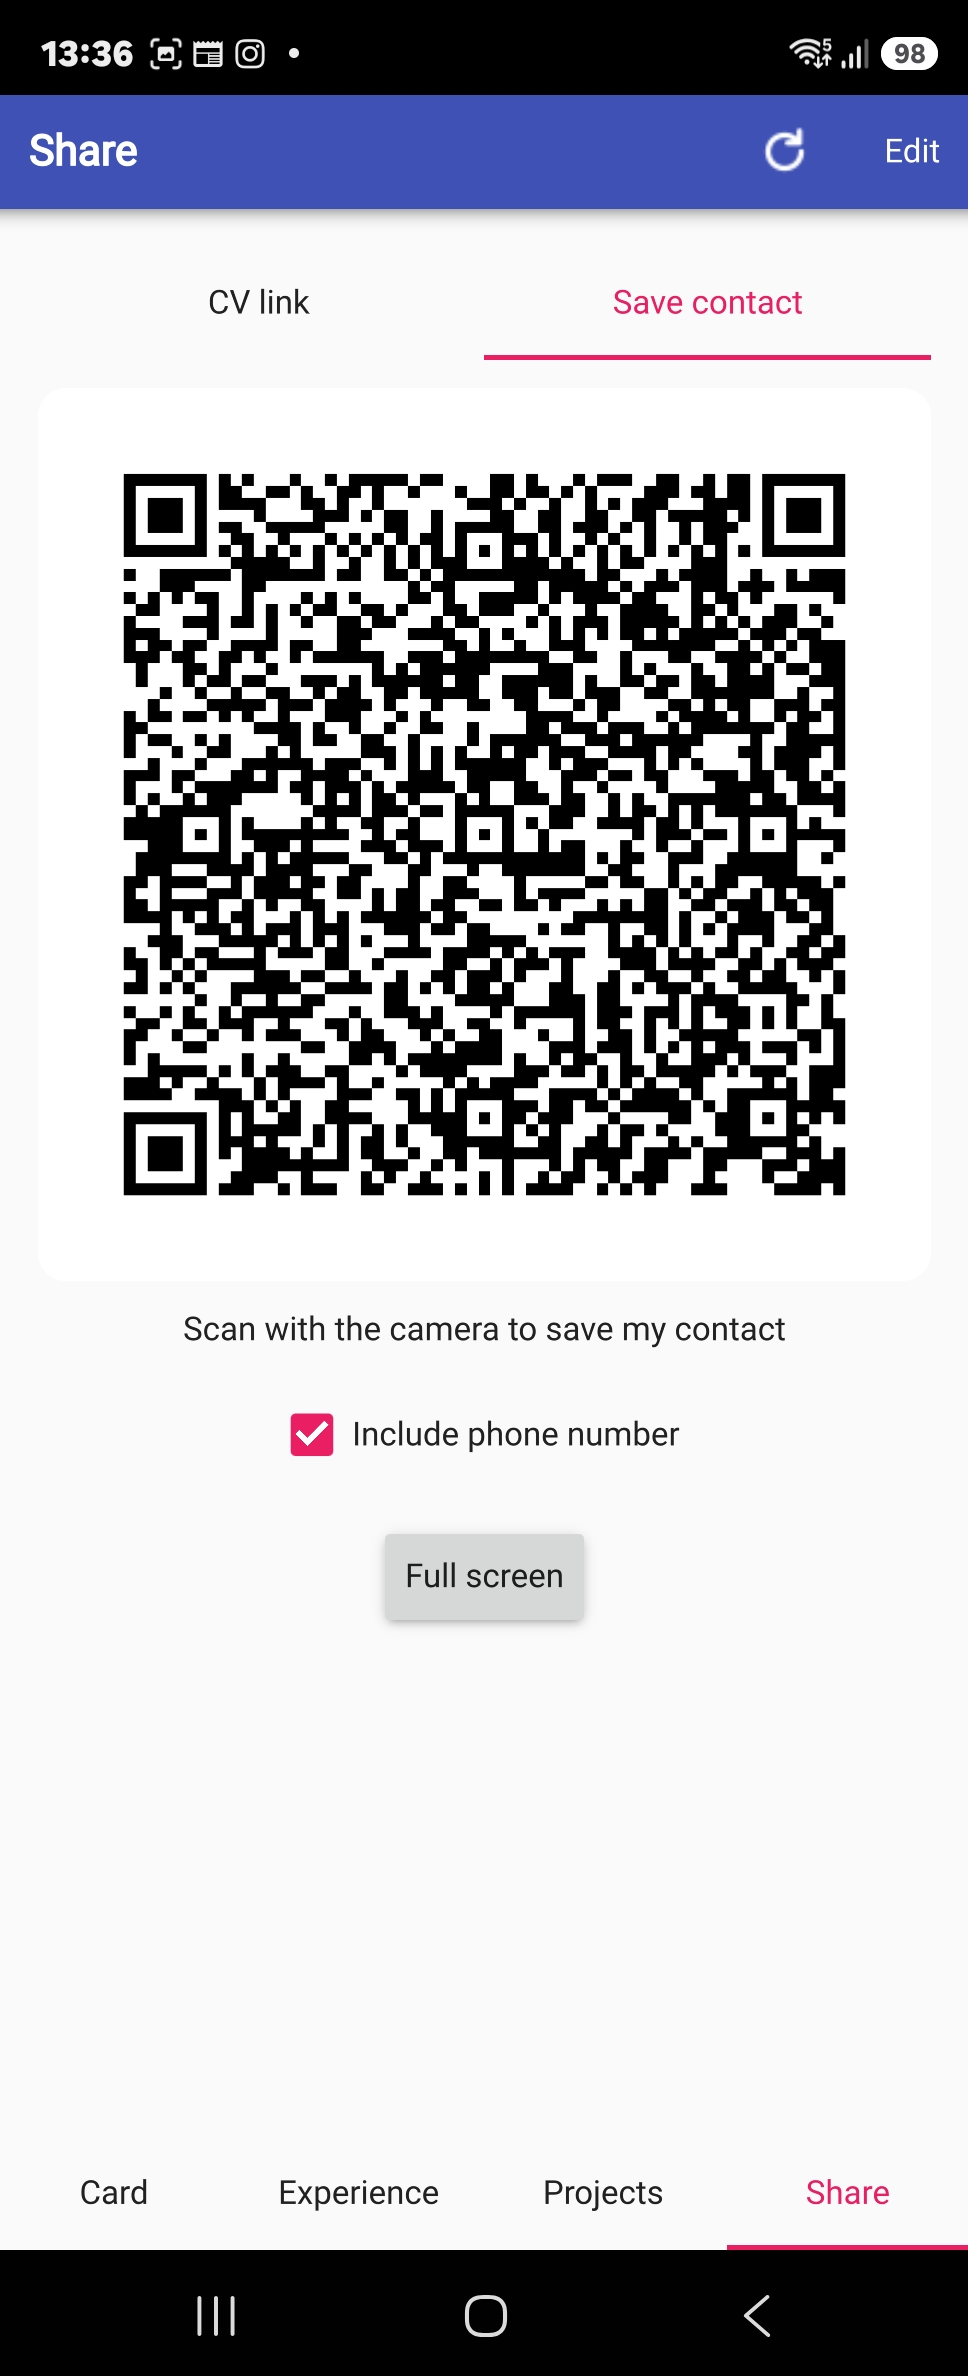 13:36
5
98
Share
Edit
CV link
Save contact
Scan with the camera to save my contact
Include phone number
Full screen
Card
Experience
Projects
Share